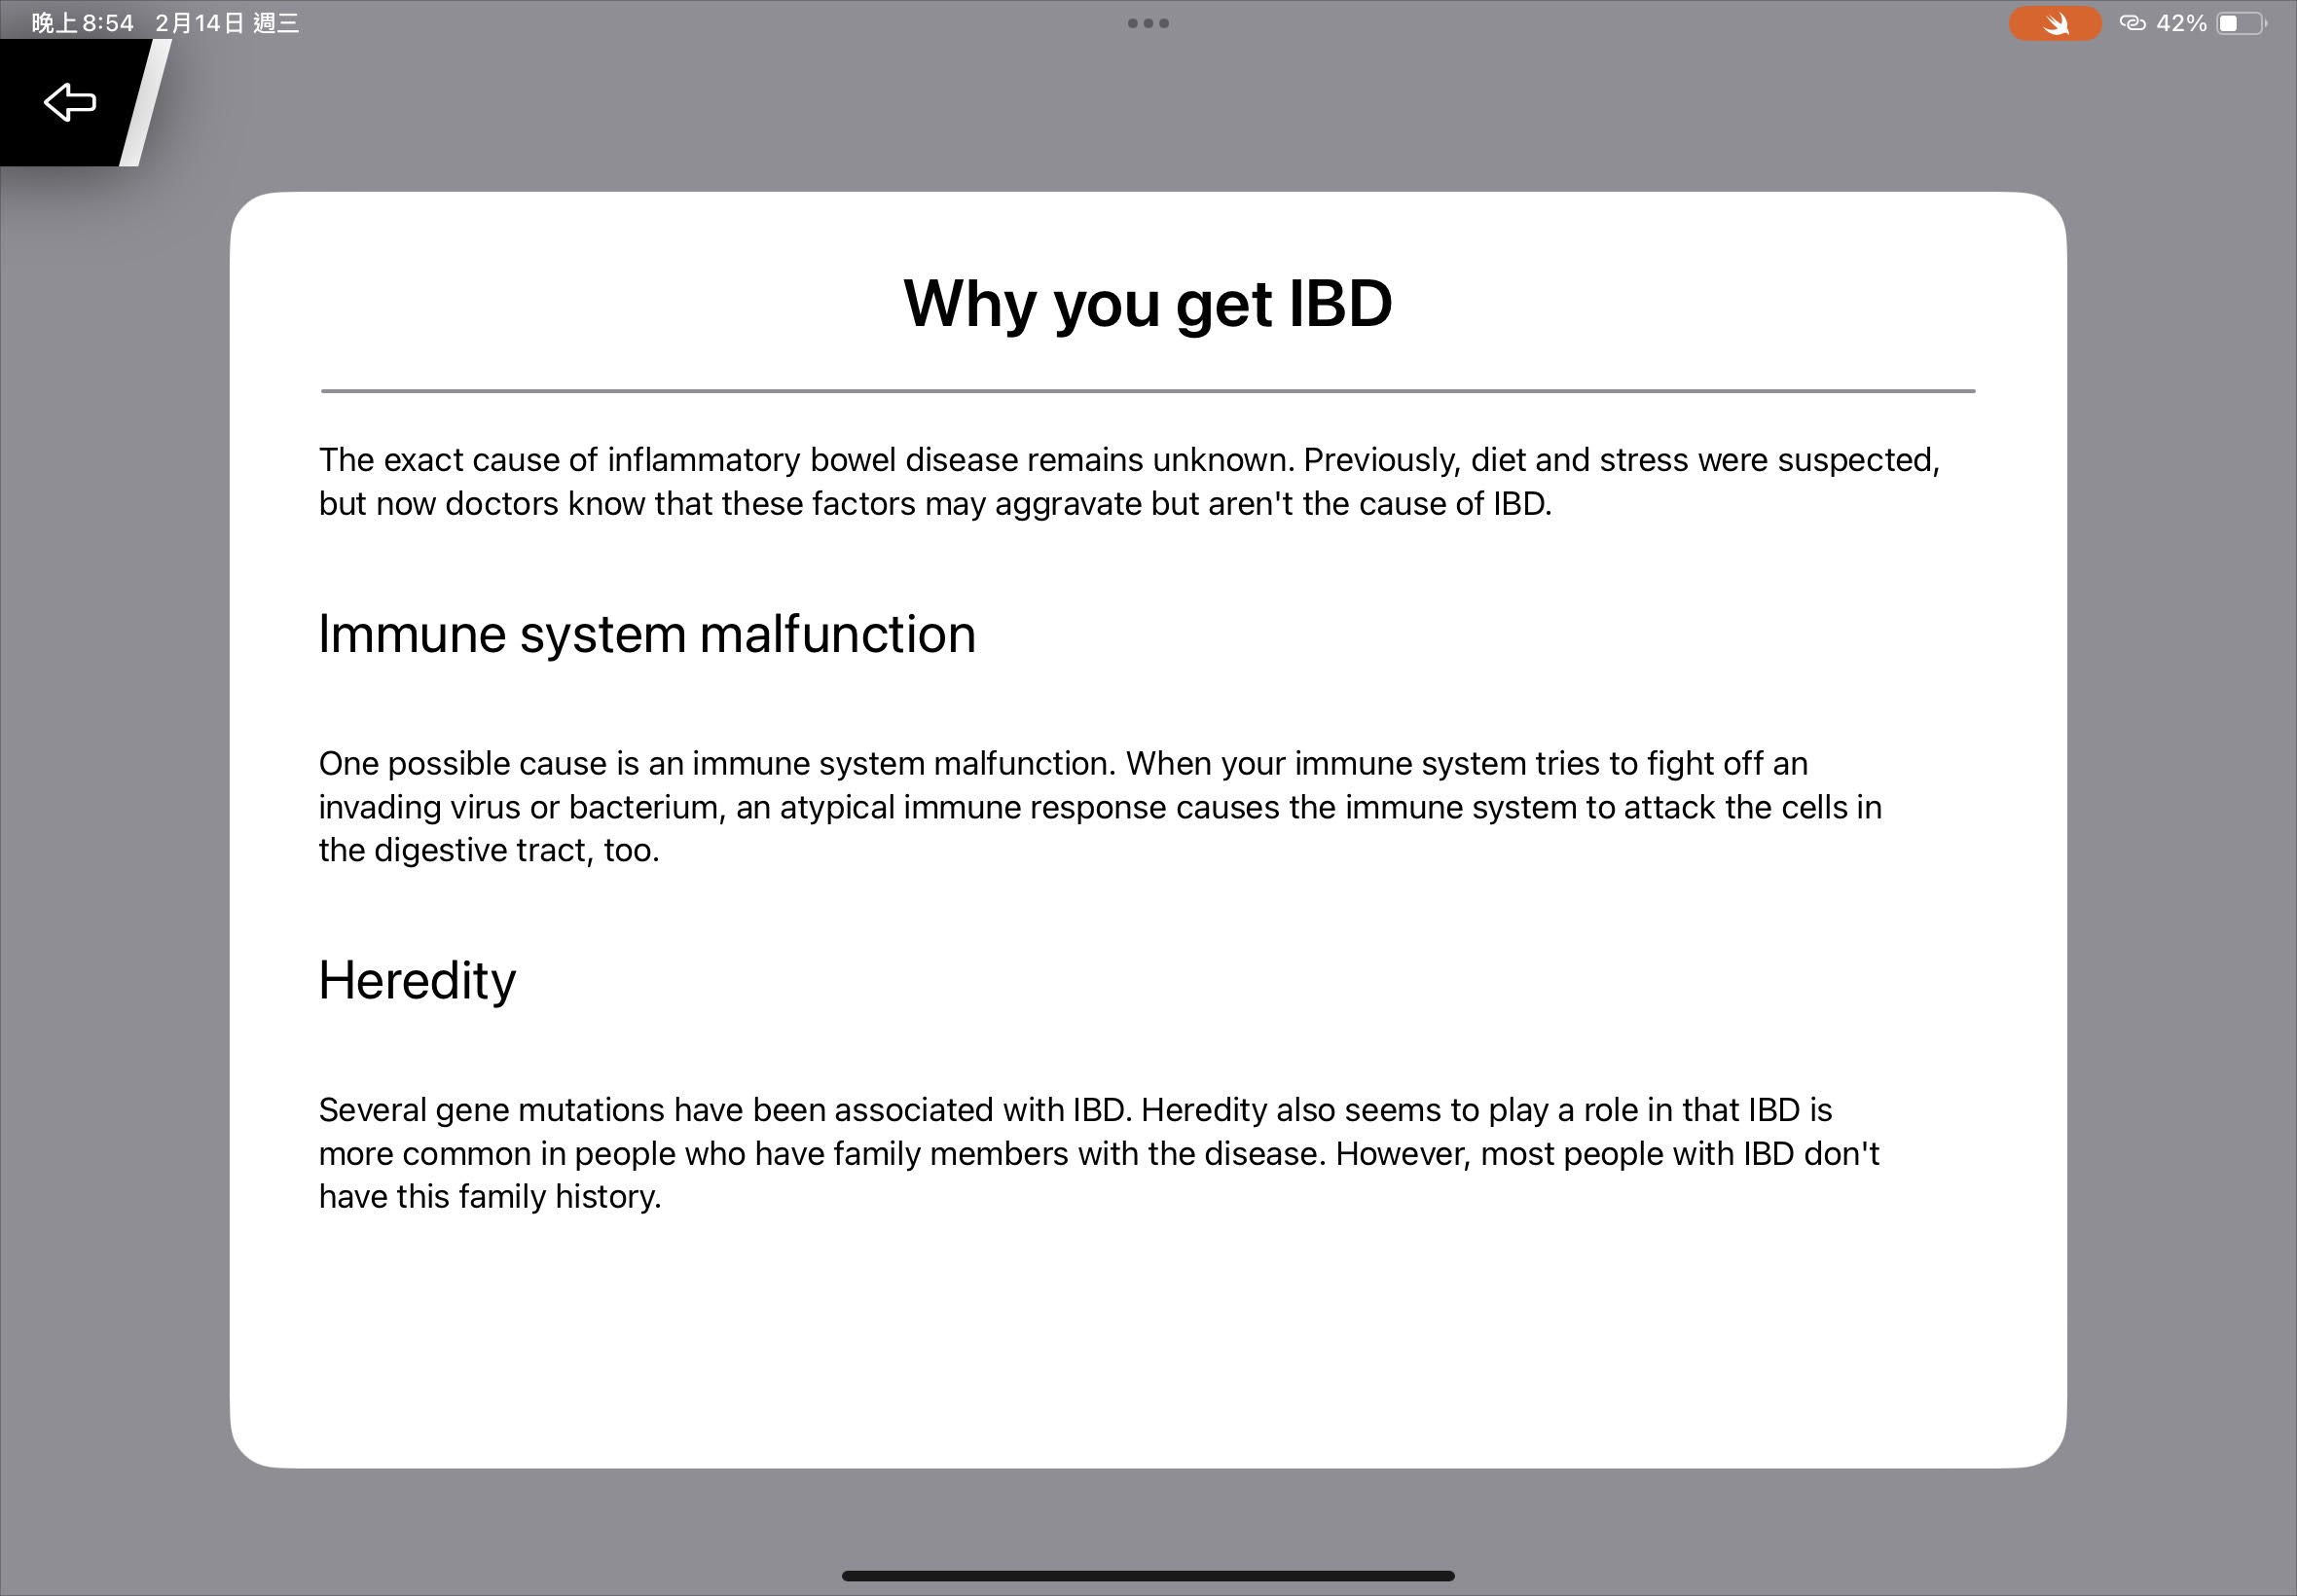 晚上8:54 2月14日 週三
42%
Why you get IBD
The exact cause of inflammatory bowel disease remains unknown. Previously, diet and stress were suspected,
but now doctors know that these factors may aggravate but aren't the cause of IBD.
Immune system malfunction
One possible cause is an immune system malfunction. When your immune system tries to fight off an
invading virus or bacterium, an atypical immune response causes the immune system to attack the cells in
the digestive tract, too.
Heredity
Several gene mutations have been associated with IBD. Heredity also seems to play a role in that IBD is
more common in people who have family members with the disease. However, most people with IBD don't
have this family history.